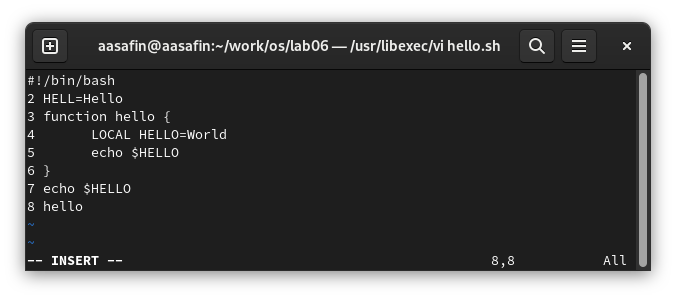 aasafin@aasafin:~/work/os/lab06 — /usr/libexec/vi hello.sh
#!/bin/bash
2 HELL=Hello
3 function hello {
4       LOCAL HELLO=World
5       echo $HELLO
6 }
7 echo $HELLO
8 hello
~
~
-- INSERT --                                              8,8           All